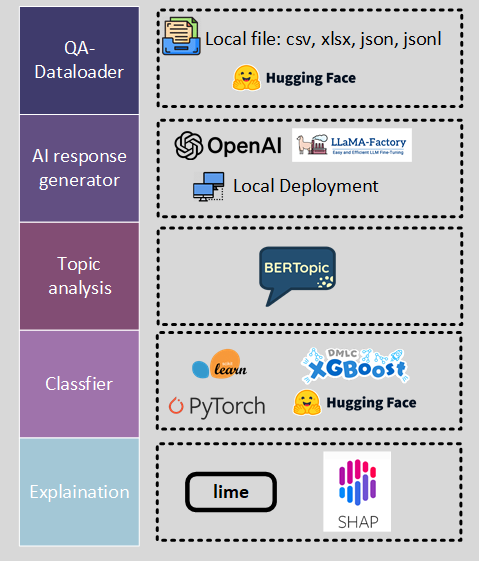 QA-
Dataloader
Local file: csv, xlsx, json, jsonl
Hugging Face
AI response
generator
OpenAI
LLaMA-Factory
Easy and Efficient LLM Fine-Tuning
Local Deployment
Topic
analysis
BERTopic
Classfier
learn
DMLC
XGBoost
PyTorch
Hugging Face
Explaination
lime
SHAP